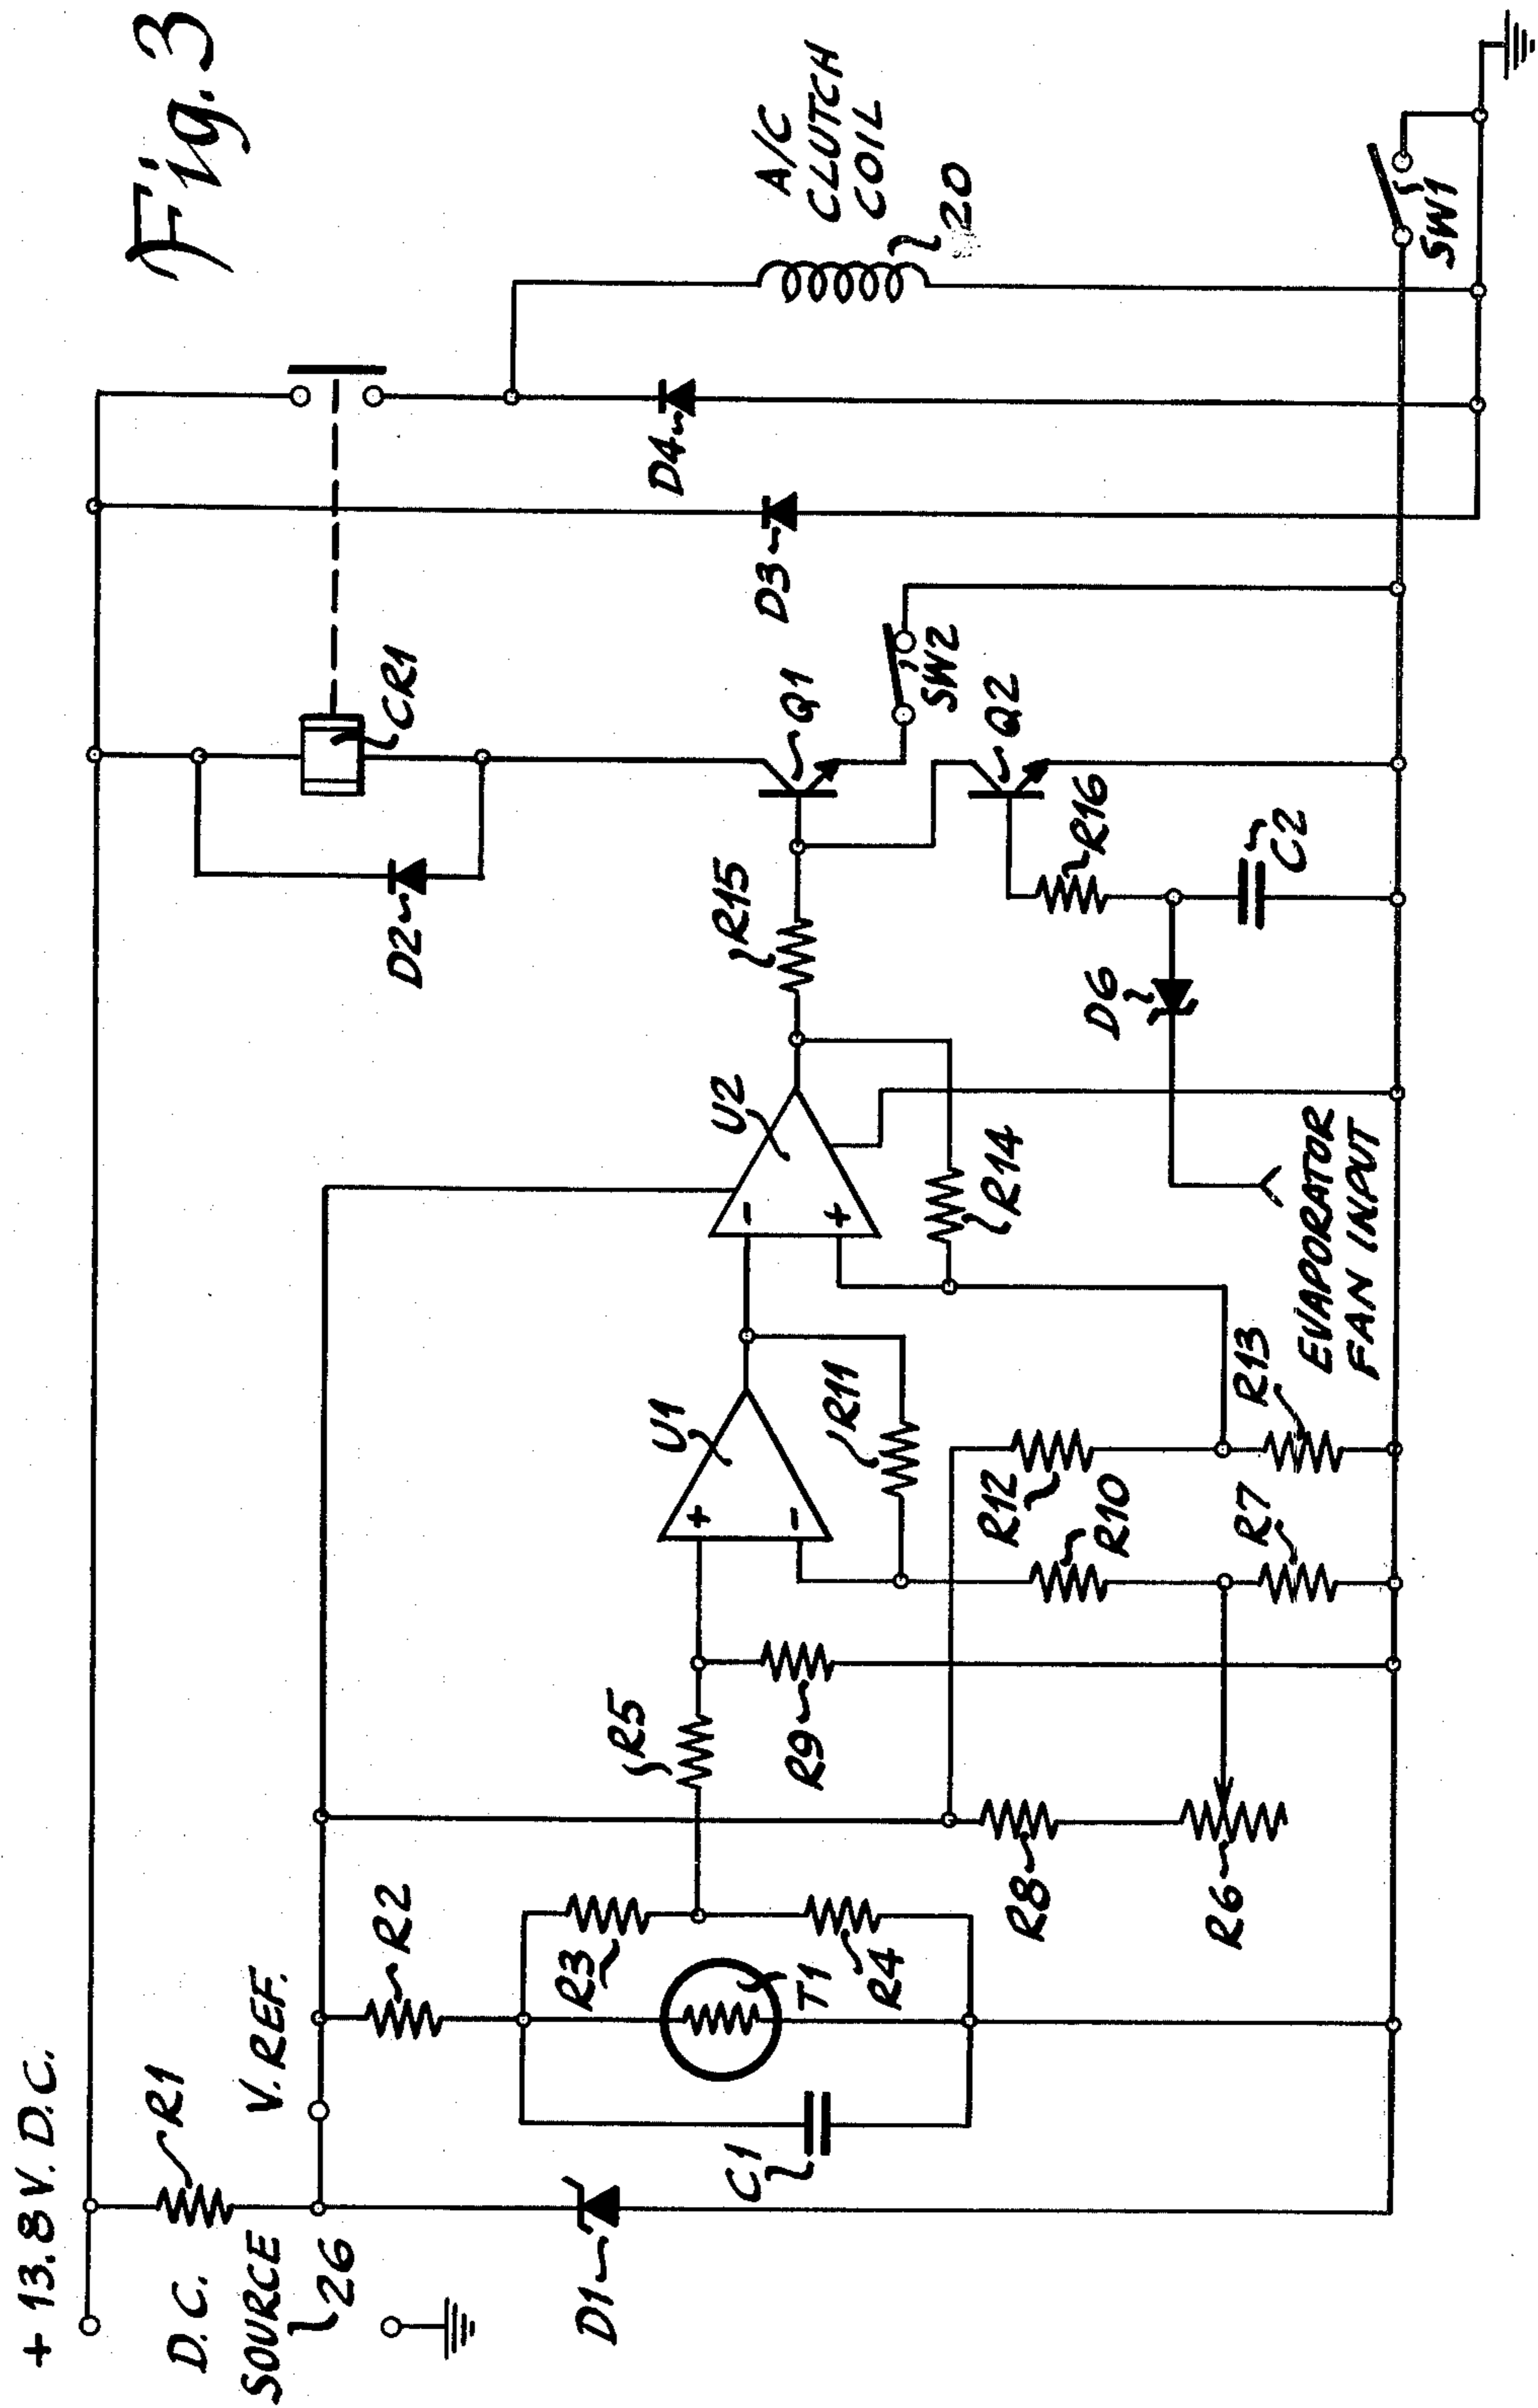 Fig. 3
+ 13.8 V. D.C.
D.C.
SOURCE
26
R1
V. REF.
R2
D1
C1
T1
R3
R4
R5
R9
R8
R6
U1
R11
R12
R10
R7
R13
+
-
U2
-
+
R14
EVAPORATOR
FAN INPUT
D6
R15
D2
CR1
Q1
SW2
Q2
R16
C2
D3
D4
A/C
CLUTCH
COIL
20
SW1